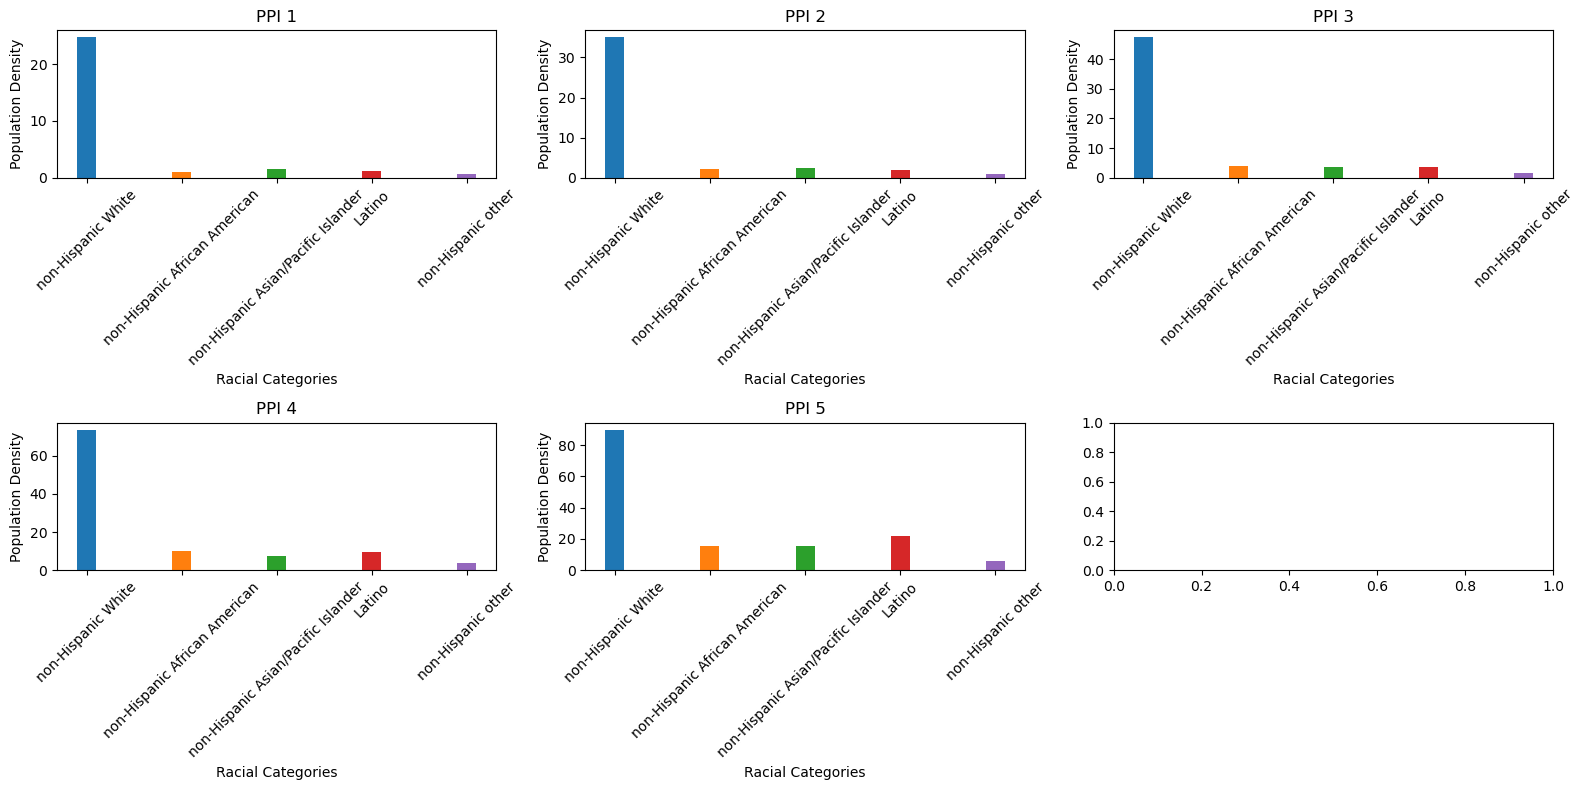 PPI 1
Population Density
20
10
0
non-Hispanic White
non-Hispanic African American
non-Hispanic Asian/Pacific Islander
Latino
non-Hispanic other
Racial Categories
PPI 2
Population Density
30
20
10
0
non-Hispanic White
non-Hispanic African American
non-Hispanic Asian/Pacific Islander
Latino
non-Hispanic other
Racial Categories
PPI 3
Population Density
40
30
20
10
0
non-Hispanic White
non-Hispanic African American
non-Hispanic Asian/Pacific Islander
Latino
non-Hispanic other
Racial Categories
PPI 4
Population Density
60
40
20
0
non-Hispanic White
non-Hispanic African American
non-Hispanic Asian/Pacific Islander
Latino
non-Hispanic other
Racial Categories
PPI 5
Population Density
80
60
40
20
0
non-Hispanic White
non-Hispanic African American
non-Hispanic Asian/Pacific Islander
Latino
non-Hispanic other
Racial Categories
1.0
0.8
0.6
0.4
0.2
0.0
0.0 0.2 0.4 0.6 0.8 1.0